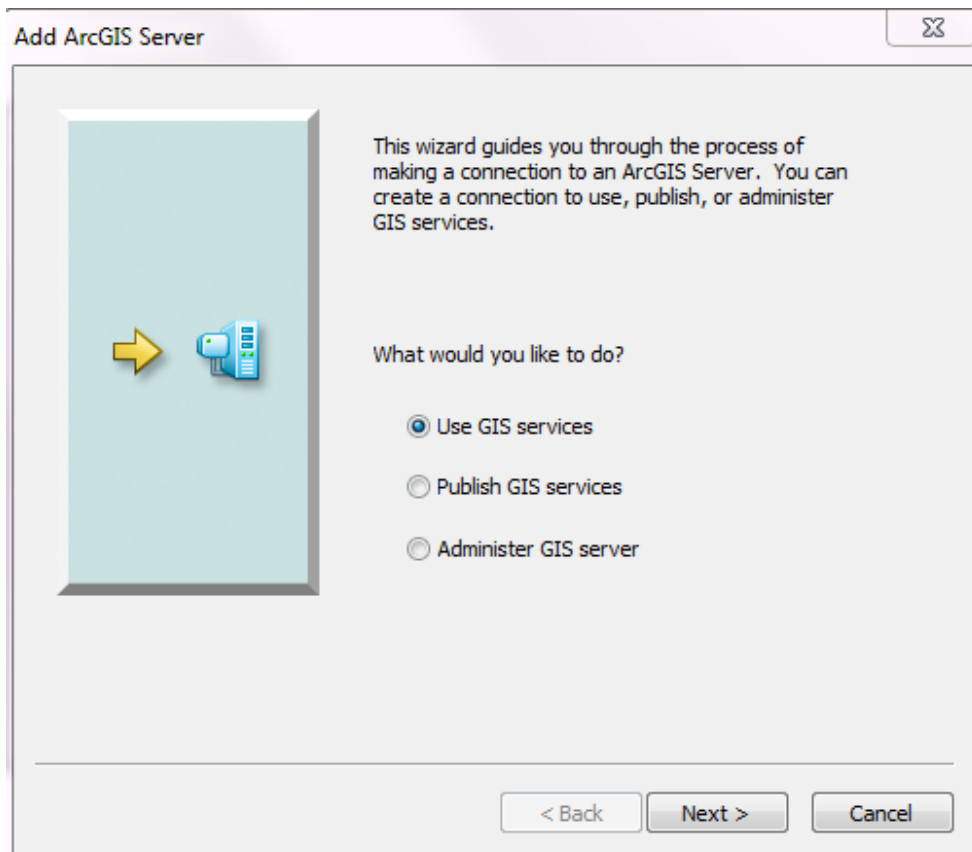 Add ArcGIS Server
This wizard guides you through the process of
making a connection to an ArcGIS Server.  You can
create a connection to use, publish, or administer
GIS services.
What would you like to do?
Use GIS services
Publish GIS services
Administer GIS server
< Back
Next >
Cancel